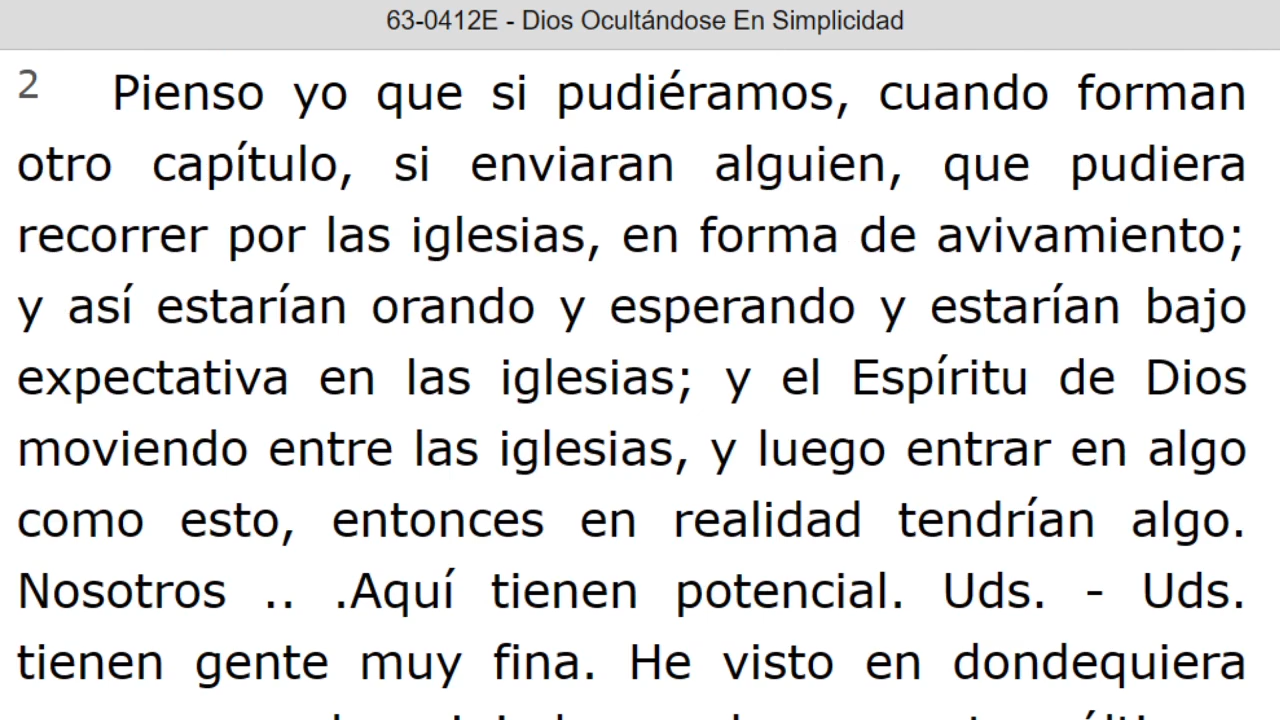 63-0412E - Dios Ocultándose En Simplicidad
2 Pienso yo que si pudiéramos, cuando forman
otro capítulo, si enviaran alguien, que pudiera
recorrer por las iglesias, en forma de avivamiento;
y así estarían orando y esperando y estarían bajo
expectativa en las iglesias; y el Espíritu de Dios
moviendo entre las iglesias, y luego entrar en algo
como esto, entonces en realidad tendrían algo.
Nosotros .. .Aquí tienen potencial. Uds. - Uds.
tienen gente muy fina. He visto en dondequiera